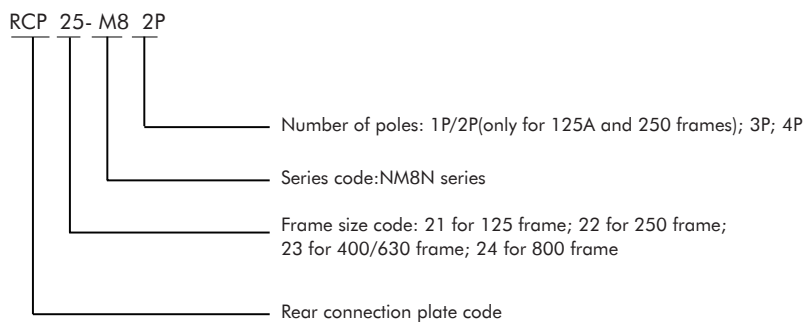 RCP 25- M8 2P
Number of poles: 1P/2P(only for 125A and 250 frames); 3P; 4P
Series code:NM8N series
Frame size code: 21 for 125 frame; 22 for 250 frame;
23 for 400/630 frame; 24 for 800 frame
Rear connection plate code